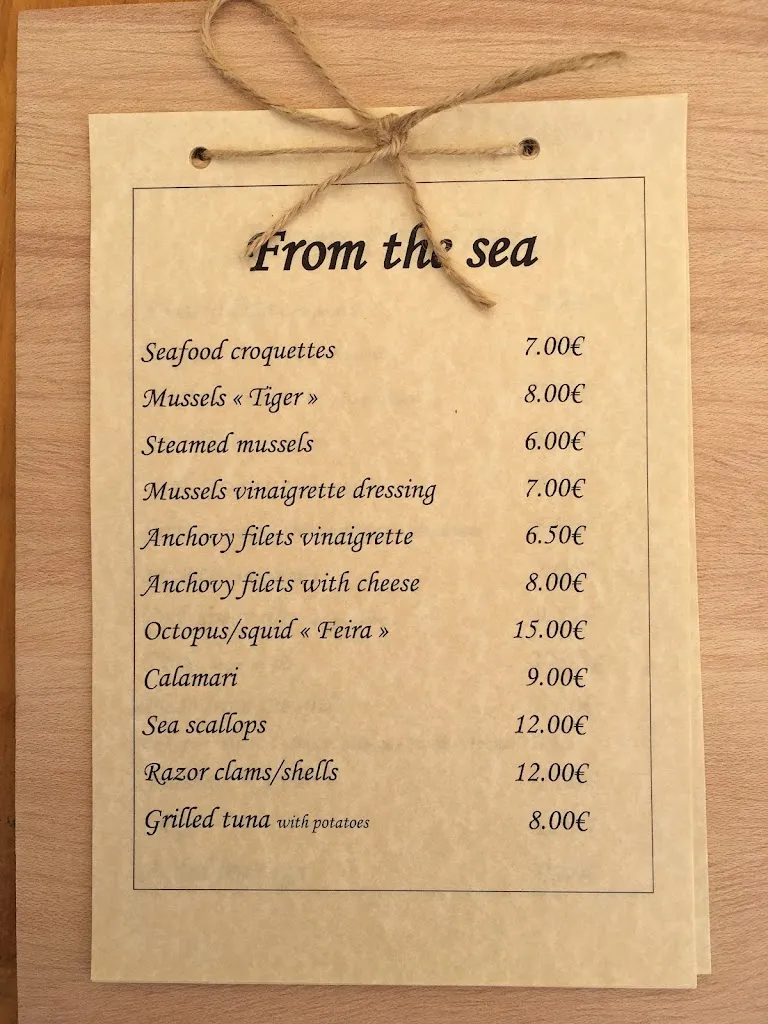 From the sea
Seafood croquettes 7.00€
Mussels « Tiger » 8.00€
Steamed mussels 6.00€
Mussels vinaigrette dressing 7.00€
Anchovy filets vinaigrette 6.50€
Anchovy filets with cheese 8.00€
Octopus/squid « Feira » 15.00€
Calamari 9.00€
Sea scallops 12.00€
Razor clams/shells 12.00€
Grilled tuna with potatoes 8.00€